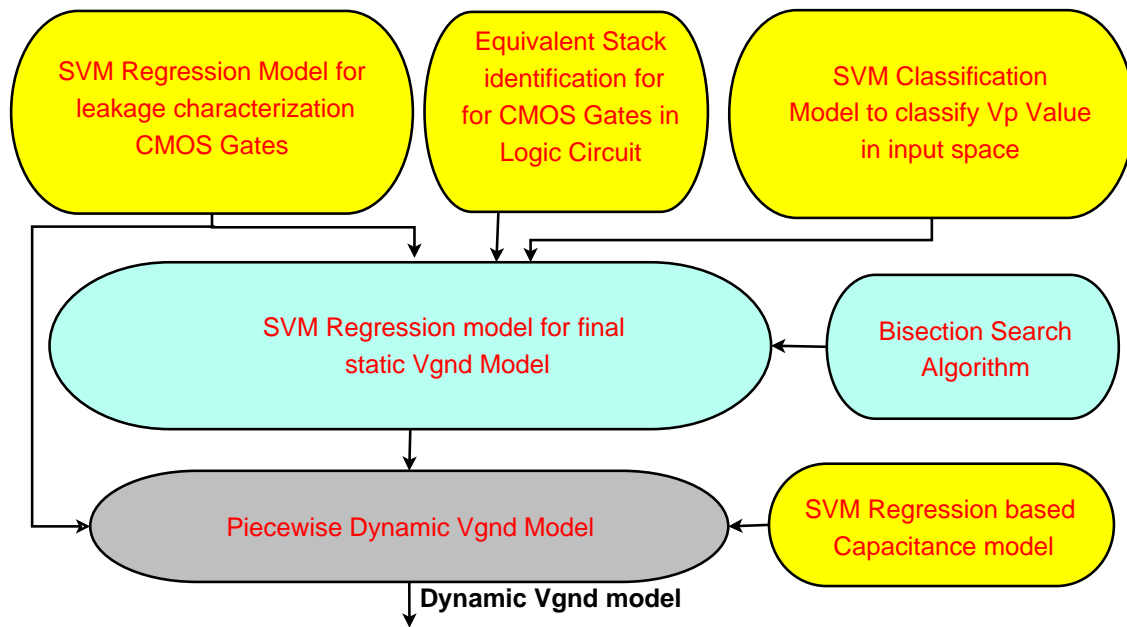 SVM Regression Model for
leakage characterization
CMOS Gates
Equivalent Stack
identification for
for CMOS Gates in
Logic Circuit
SVM Classification
Model to classify Vp Value
in input space
SVM Regression model for final
static Vgnd Model
Bisection Search
Algorithm
Piecewise Dynamic Vgnd Model
SVM Regression based
Capacitance model
Dynamic Vgnd model